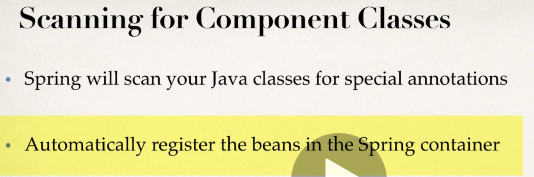 Scanning for Component Classes
• Spring will scan your Java classes for special annotations
• Automatically register the beans in the Spring container